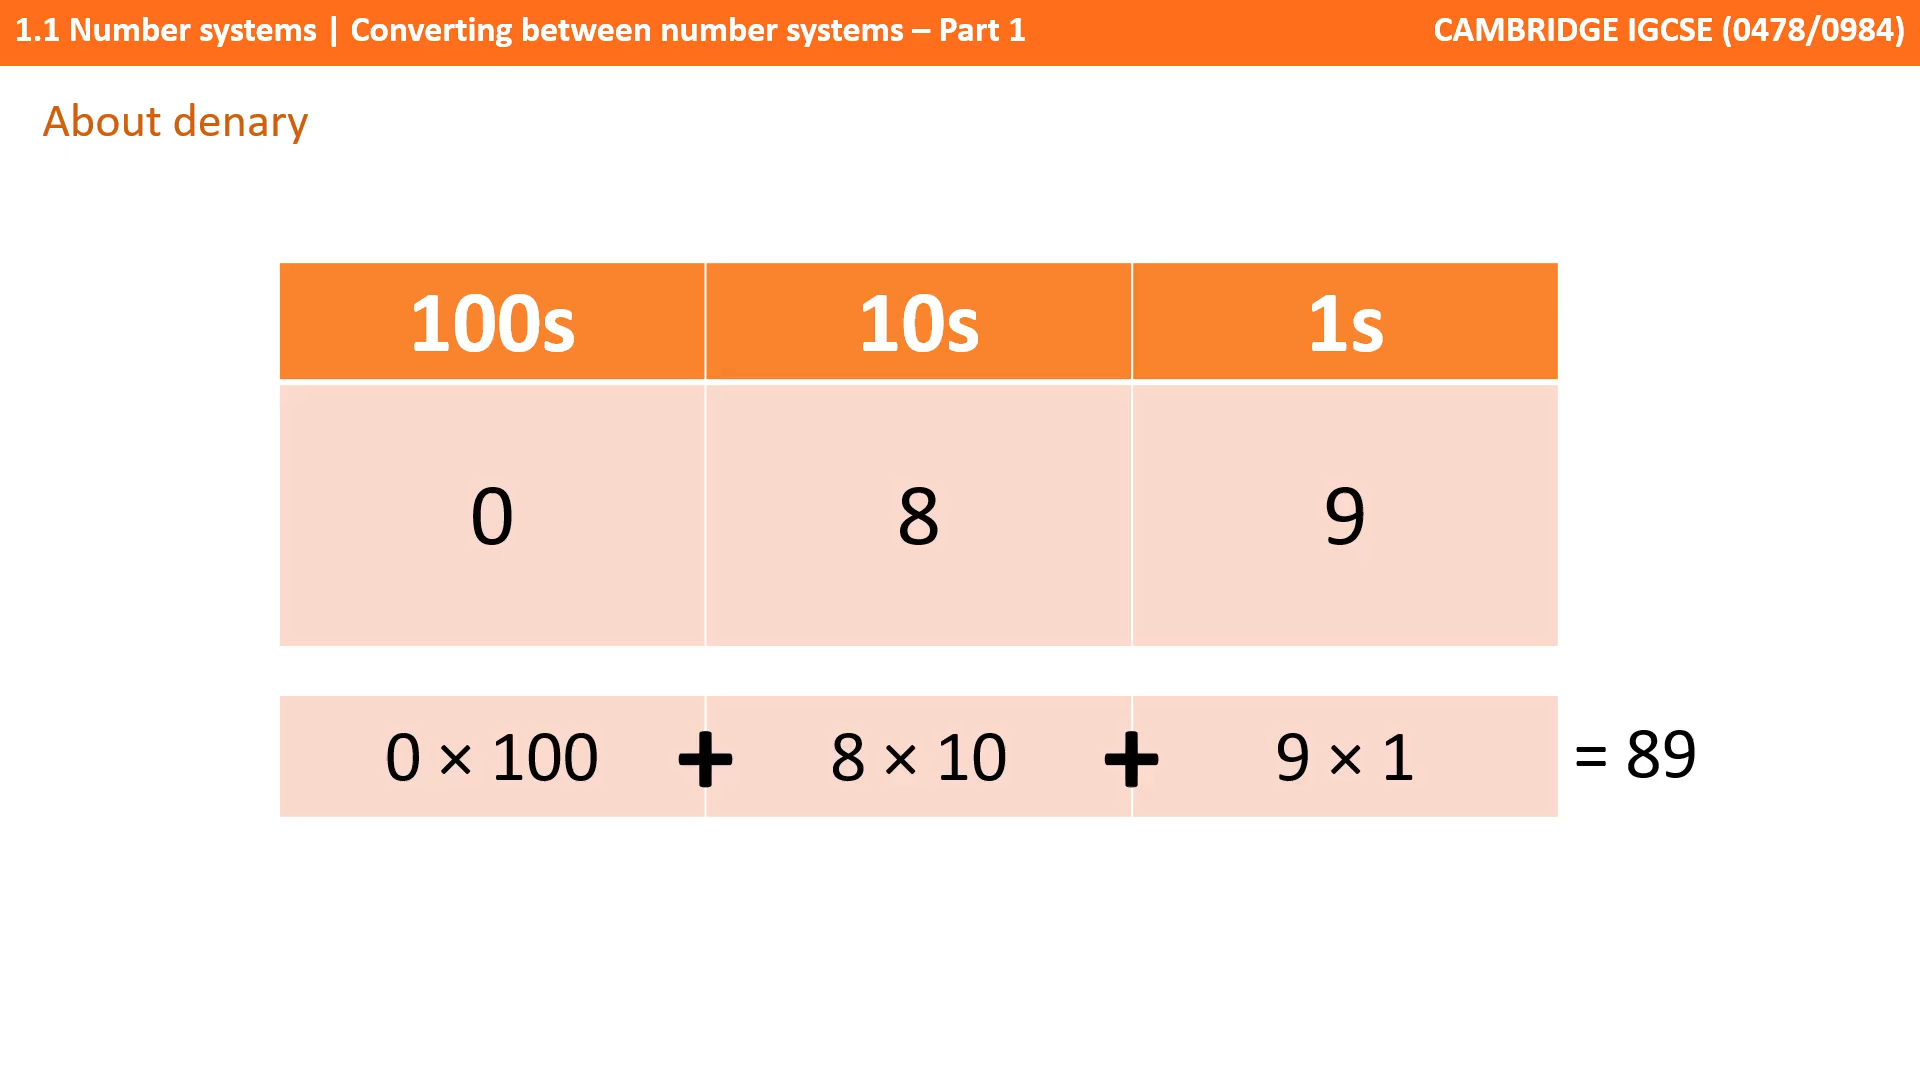 1.1 Number systems | Converting between number systems – Part 1 CAMBRIDGE IGCSE (0478/0984)
About denary
100s 10s 1s
0 8 9
0 × 100 + 8 × 10 + 9 × 1 = 89